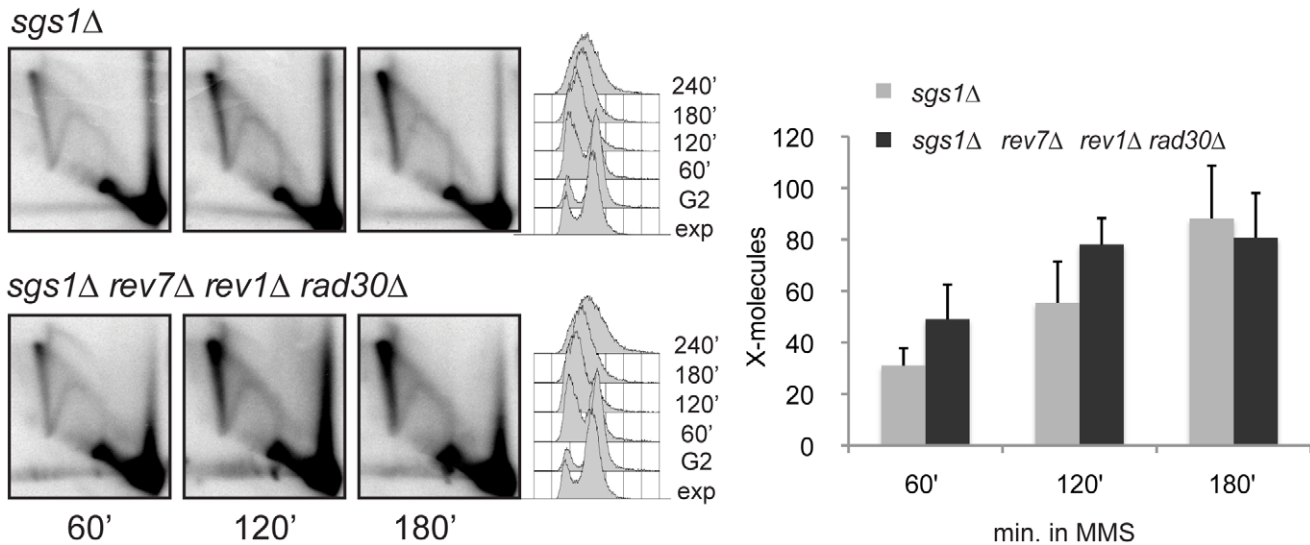 sgs1Δ
240'
180'
120'
60'
G2
exp
sgs1Δ rev7Δ rev1Δ rad30Δ
240'
180'
120'
60'
G2
exp
60' 120' 180'
sgs1Δ
sgs1Δ rev7Δ rev1Δ rad30Δ
X-molecules
120
100
80
60
40
20
0
60' 120' 180'
min. in MMS